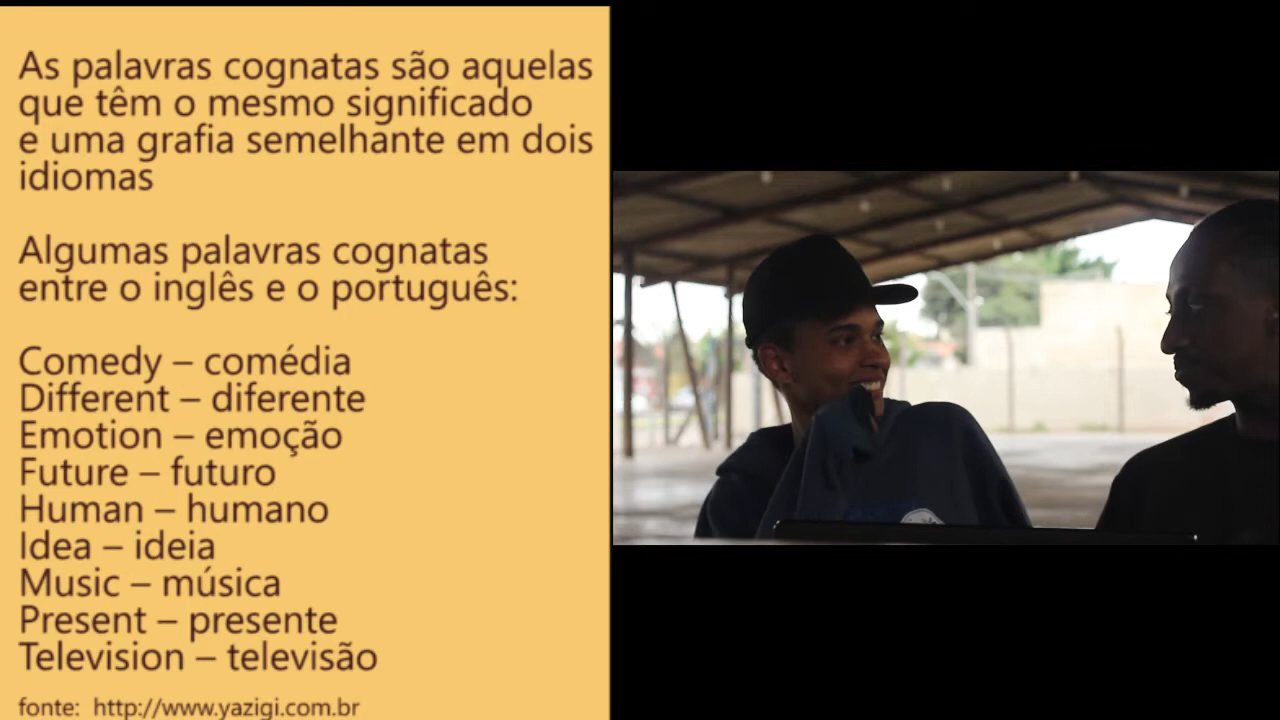 As palavras cognatas são aquelas
que têm o mesmo significado
e uma grafia semelhante em dois
idiomas
Algumas palavras cognatas
entre o inglês e o português:
Comedy – comédia
Different – diferente
Emotion – emoção
Future – futuro
Human – humano
Idea – ideia
Music – música
Present – presente
Television – televisão
fonte: http://www.yazigi.com.br